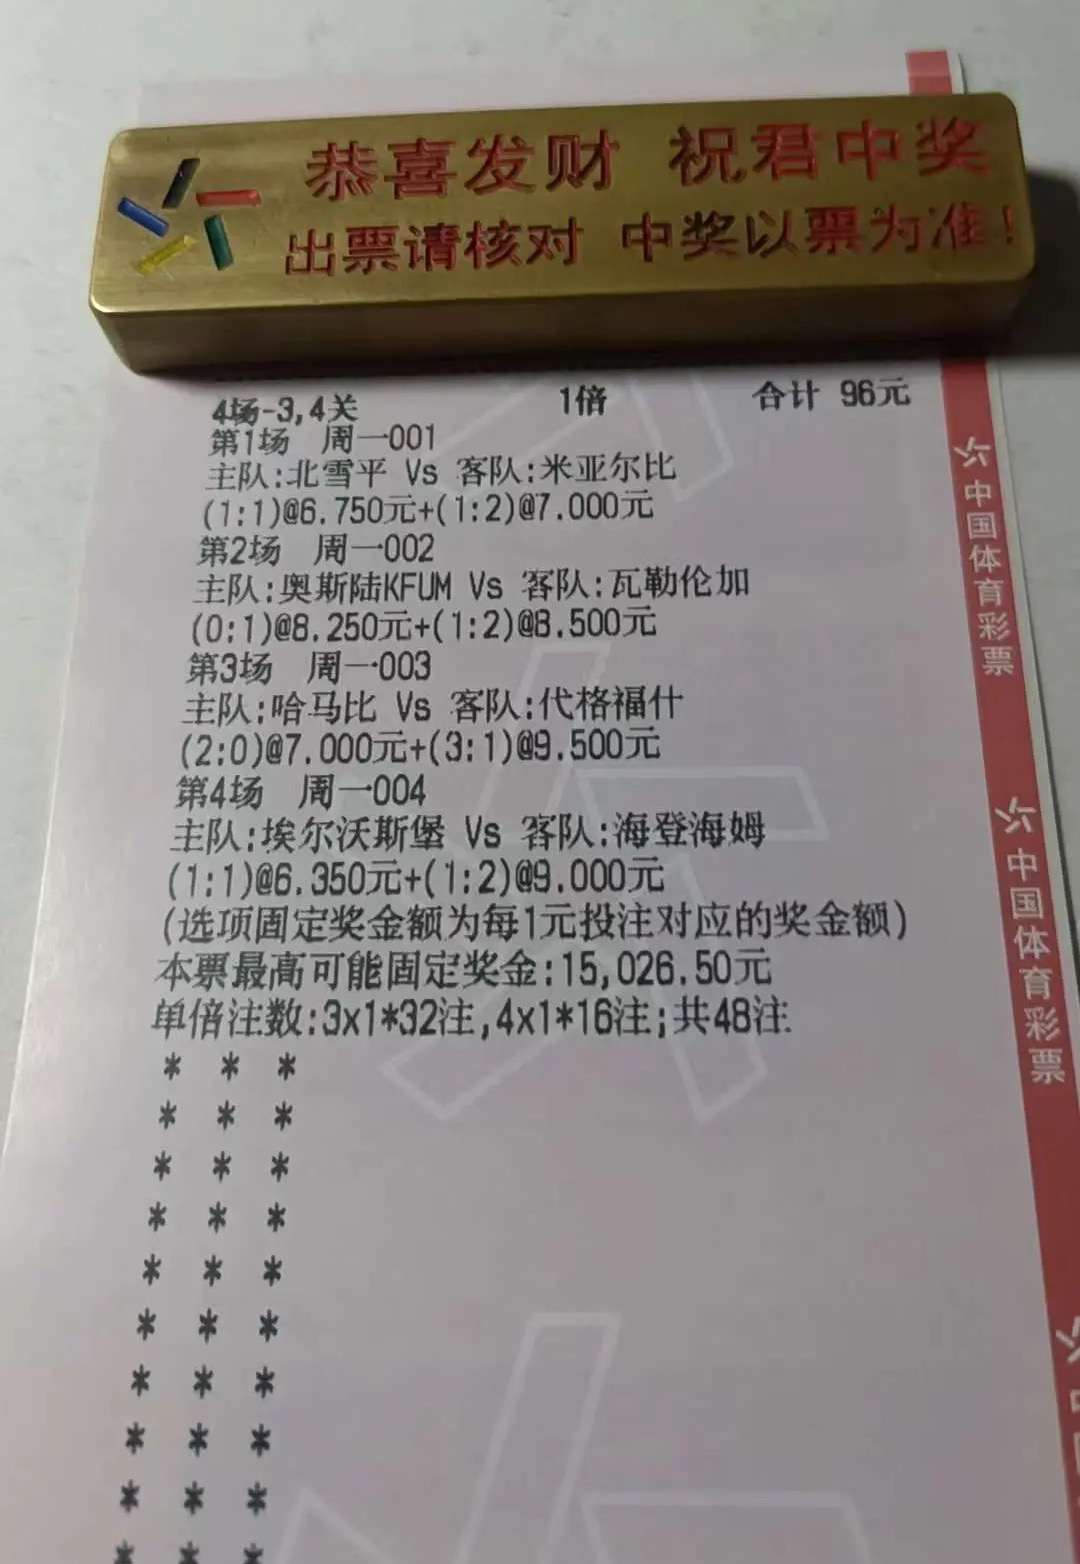 恭喜发财 祝君中奖
出票请核对 中奖以票为准!
4场-3,4关 1倍 合计 96元
第1场 周一001
主队:北雪平 Vs 客队:米亚尔比
(1:1)@6.750元+(1:2)@7.000元
第2场 周一002
主队:奥斯陆KFUM Vs 客队:瓦勒伦加
(0:1)@8.250元+(1:2)@8.500元
第3场 周一003
主队:哈马比 Vs 客队:代格福什
(2:0)@7.000元+(3:1)@9.500元
第4场 周一004
主队:埃尔沃斯堡 Vs 客队:海登海姆
(1:1)@6.350元+(1:2)@9.000元
(选项固定奖金额为每1元投注对应的奖金额)
本票最高可能固定奖金:15,026.50元
单倍注数:3x1*32注,4x1*16注;共48注
* * *
* * *
* * *
* * *
* * *
* * *
* * *
* * *
* * *
* * *
中国体育彩票
中国体育彩票
中